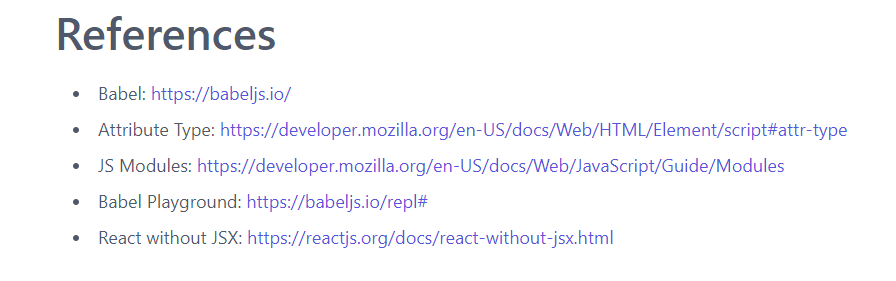 References
• Babel: https://babeljs.io/
• Attribute Type: https://developer.mozilla.org/en-US/docs/Web/HTML/Element/script#attr-type
• JS Modules: https://developer.mozilla.org/en-US/docs/Web/JavaScript/Guide/Modules
• Babel Playground: https://babeljs.io/repl#
• React without JSX: https://reactjs.org/docs/react-without-jsx.html